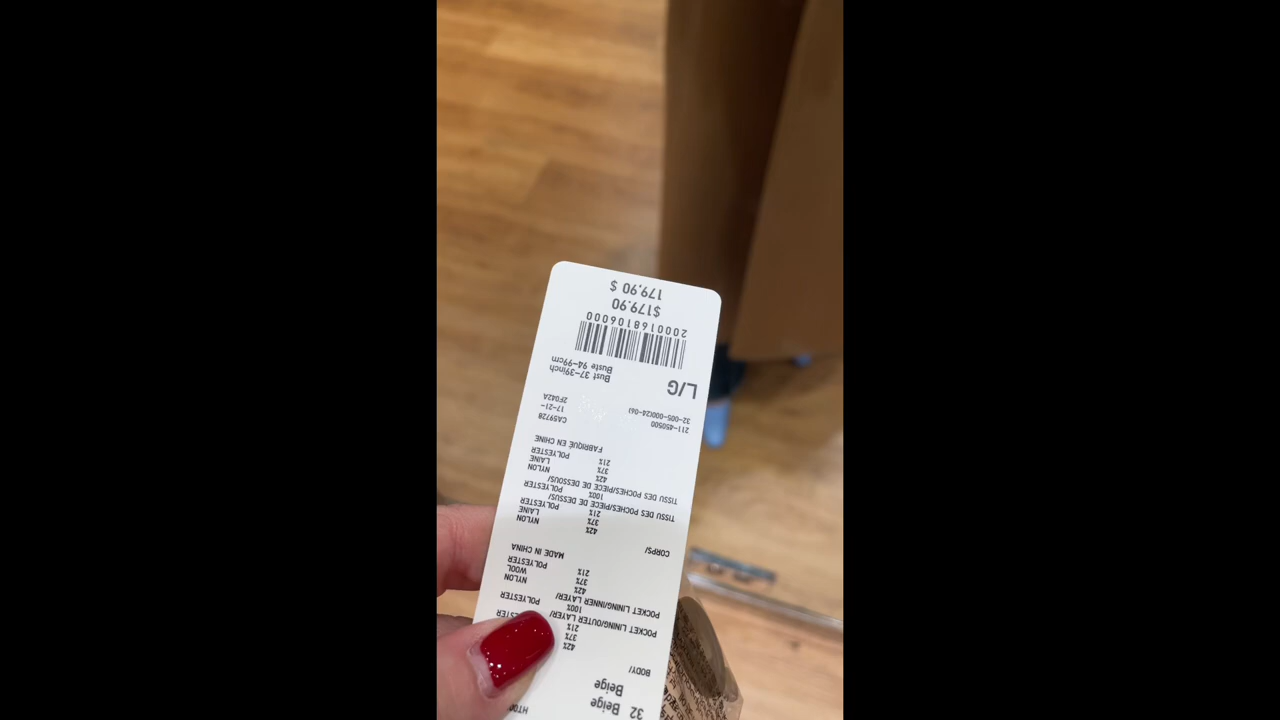 32 Beige
Beige
BODY/
42%
37%
21%
POCKET LINING/OUTER LAYER/
100% POLYESTER
POCKET LINING/INNER LAYER/
42% NYLON
37% WOOL
21% POLYESTER
MADE IN CHINA
CORPS/
42% NYLON
37% LAINE
21% POLYESTER
TISSU DES POCHES/PIECE DE DESSUS/
100% POLYESTER
TISSU DES POCHES/PIECE DE DESSOUS/
42% NYLON
37% LAINE
21% POLYESTER
FABRIQUÉ EN CHINE
211-450500 CA59728
32-005-000(24-06) 17-21-
2F042A
L/G Bust 37-39inch
Buste 94-99cm
2000168106000
$179.90
179.90 $